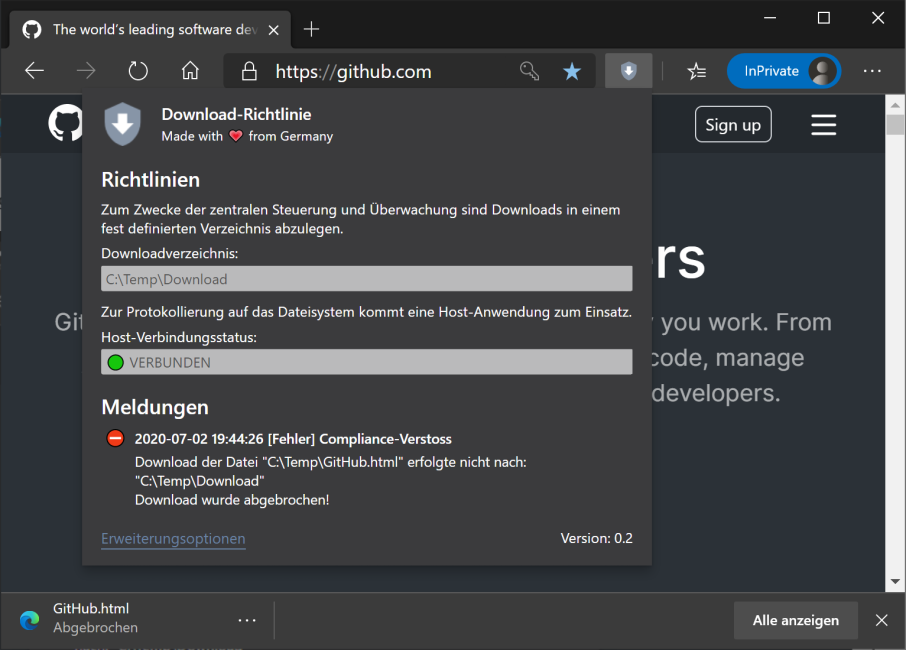 The world's leading software dev
https://github.com
InPrivate
Download-Richtlinie
Made with from Germany
Sign up
Richtlinien
Zum Zwecke der zentralen Steuerung und Überwachung sind Downloads in einem
fest definierten Verzeichnis abzulegen.
Downloadverzeichnis:
C:\Temp\Download
Zur Protokollierung auf das Dateisystem kommt eine Host-Anwendung zum Einsatz.
Host-Verbindungsstatus:
VERBUNDEN
Meldungen
2020-07-02 19:44:26 [Fehler] Compliance-Verstoss
Download der Datei "C:\Temp\GitHub.html" erfolgte nicht nach:
"C:\Temp\Download"
Download wurde abgebrochen!
Erweiterungsoptionen
Version: 0.2
ers
Git
you work. From
code, manage
developers.
GitHub.html
Abgebrochen
Alle anzeigen